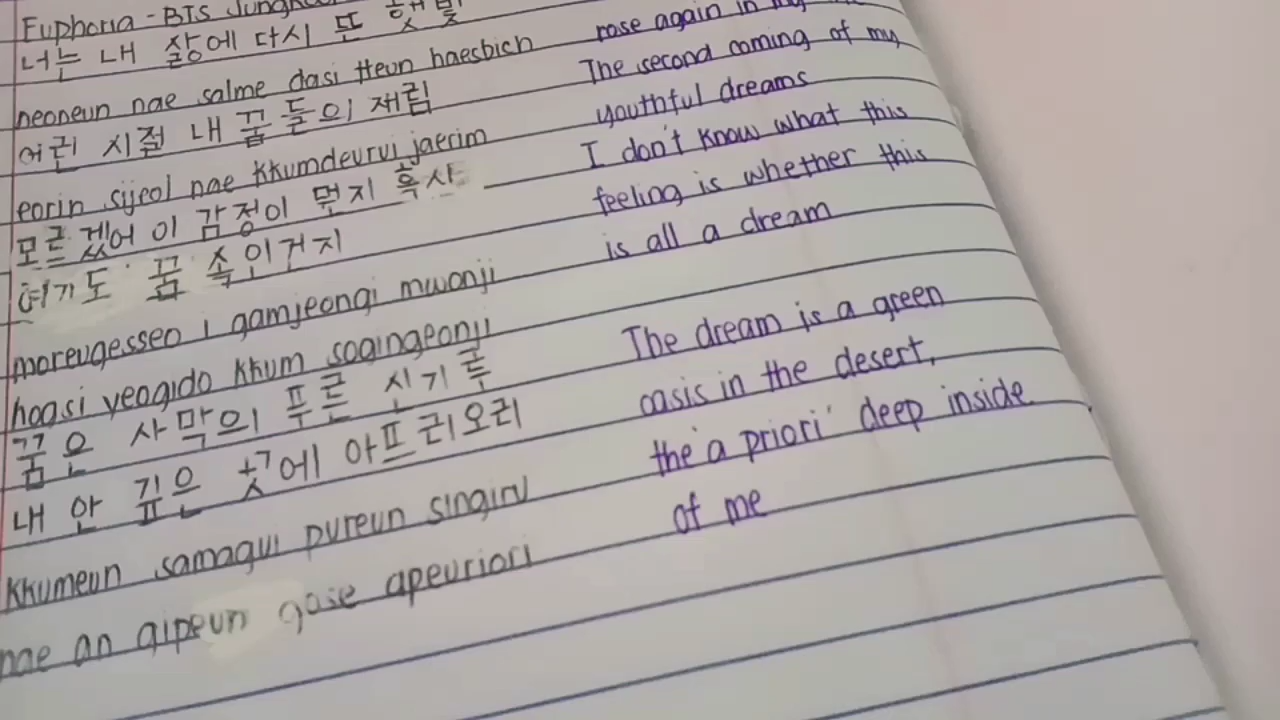 Euphoria - BTS Jungkook
너는 내 삶에 다시 또 햇빛
neoneun nae salme dasi tteun haesbich
어린 시절 내 꿈들의 재림
eorin sijeol nae kkumdeurui jaerim
모르겠어 이 감정이 뭔지 혹사
여기도 꿈 속인거지
moreugesseo i gamjeongi mwonji
hogsi yeogido kkum sogingeonji
꿈은 사막의 푸른 신기루
내 안 깊은 곳에 아프리오리
kkumeun samagui pureun singiru
nae an gipeun gose apeuriori
rose again in my
The second coming of my
youthful dreams
I don't know what this
feeling is whether this
is all a dream
The dream is a green
oasis in the desert,
the 'a priori' deep inside
of me